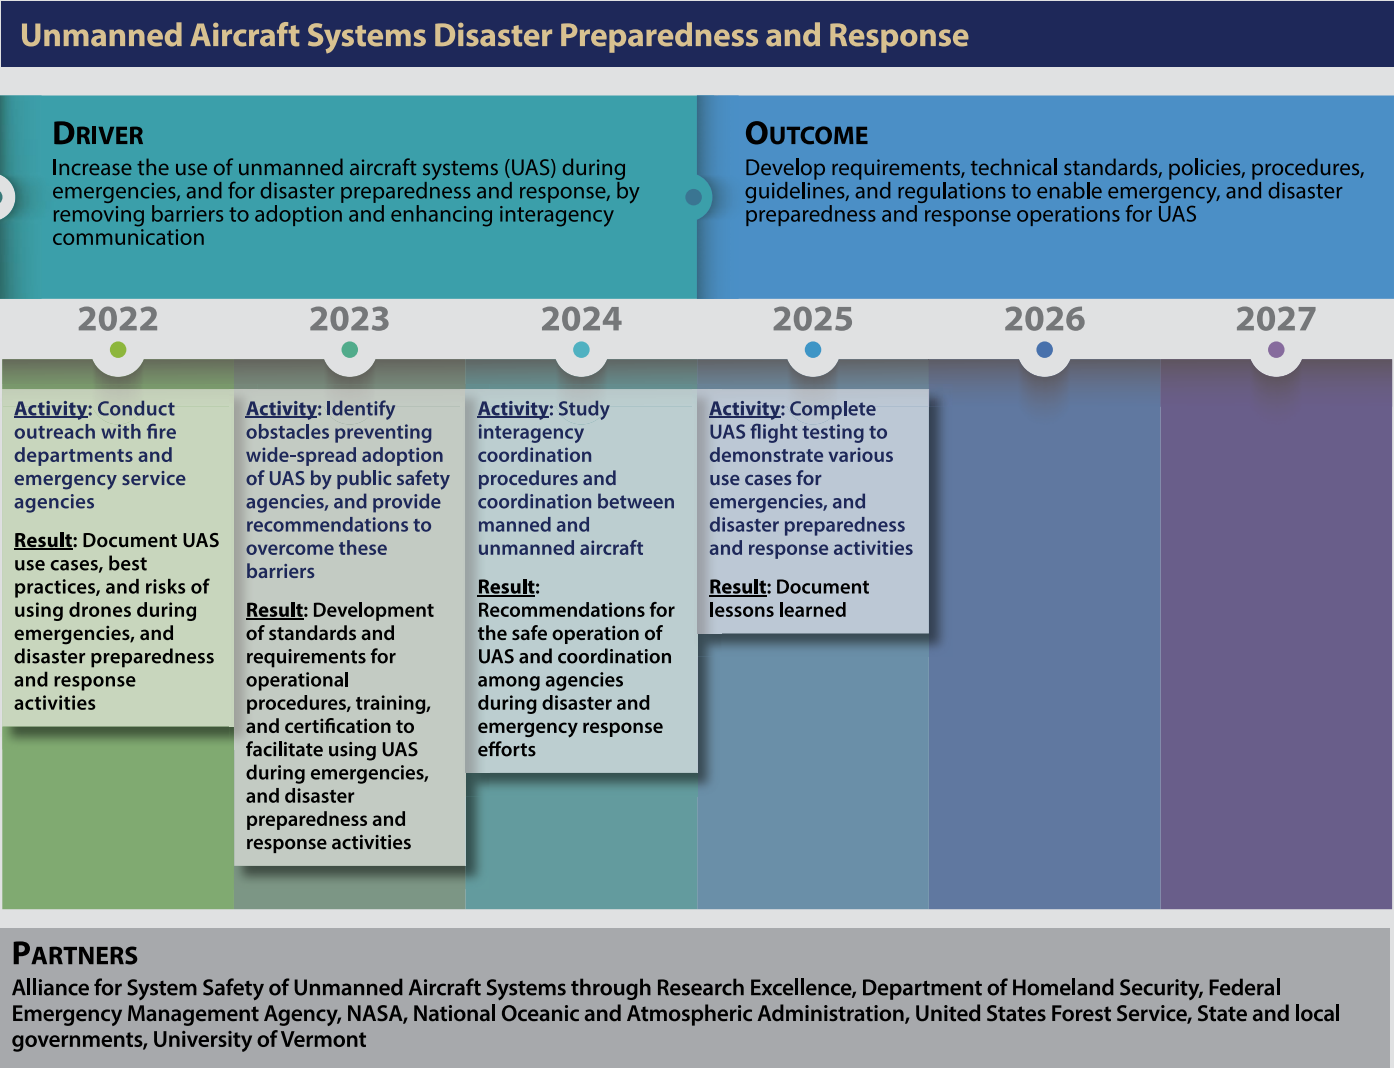 Unmanned Aircraft Systems Disaster Preparedness and Response
DRIVER
Increase the use of unmanned aircraft systems (UAS) during
emergencies, and for disaster preparedness and response, by
removing barriers to adoption and enhancing interagency
communication
OUTCOME
Develop requirements, technical standards, policies, procedures,
guidelines, and regulations to enable emergency, and disaster
preparedness and response operations for UAS
2022
2023
2024
2025
2026
2027
Activity: Conduct
outreach with fire
departments and
emergency service
agencies
Result: Document UAS
use cases, best
practices, and risks of
using drones during
emergencies, and
disaster preparedness
and response
activities
Activity: Identify
obstacles preventing
wide-spread adoption
of UAS by public safety
agencies, and provide
recommendations to
overcome these
barriers
Result: Development
of standards and
requirements for
operational
procedures, training,
and certification to
facilitate using UAS
during emergencies,
and disaster
preparedness and
response activities
Activity: Study
interagency
coordination
procedures and
coordination between
manned and
unmanned aircraft
Result:
Recommendations for
the safe operation of
UAS and coordination
among agencies
during disaster and
emergency response
efforts
Activity: Complete
UAS flight testing to
demonstrate various
use cases for
emergencies, and
disaster preparedness
and response activities
Result: Document
lessons learned
PARTNERS
Alliance for System Safety of Unmanned Aircraft Systems through Research Excellence, Department of Homeland Security, Federal
Emergency Management Agency, NASA, National Oceanic and Atmospheric Administration, United States Forest Service, State and local
governments, University of Vermont